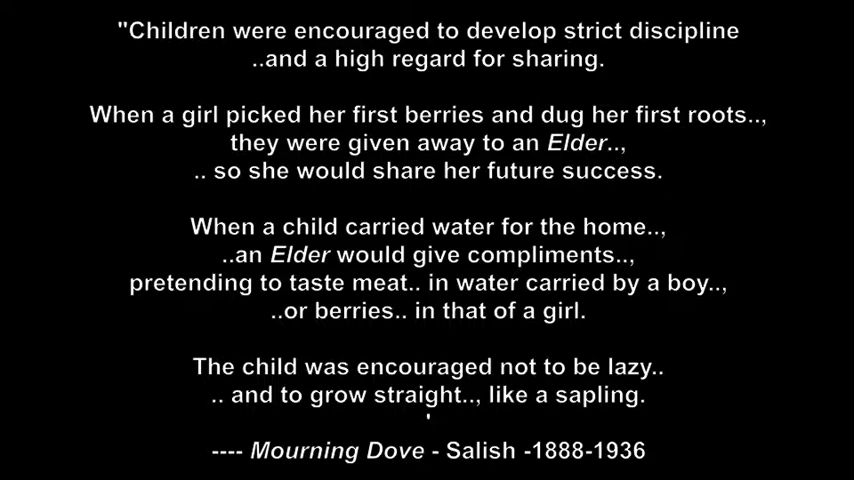 "Children were encouraged to develop strict discipline
..and a high regard for sharing.
When a girl picked her first berries and dug her first roots..,
they were given away to an Elder..,
.. so she would share her future success.
When a child carried water for the home..,
..an Elder would give compliments..,
pretending to taste meat.. in water carried by a boy..,
..or berries.. in that of a girl.
The child was encouraged not to be lazy..
.. and to grow straight.., like a sapling.
'
---- Mourning Dove - Salish -1888-1936